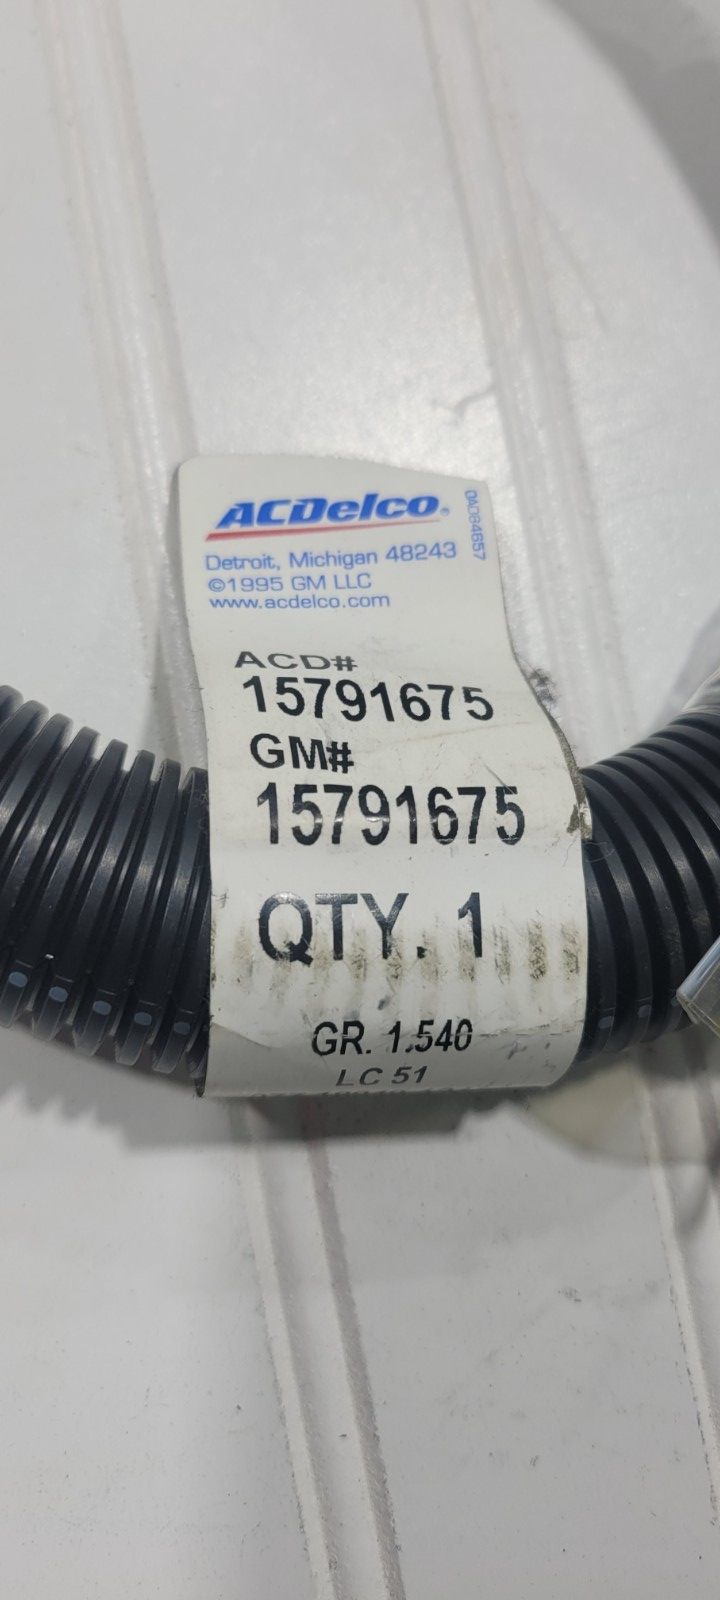 ACDelco®
Detroit, Michigan 48243
©1995 GM LLC
www.acdelco.com
ACD#
15791675
GM#
15791675
QTY. 1
GR. 1.540
LC 51